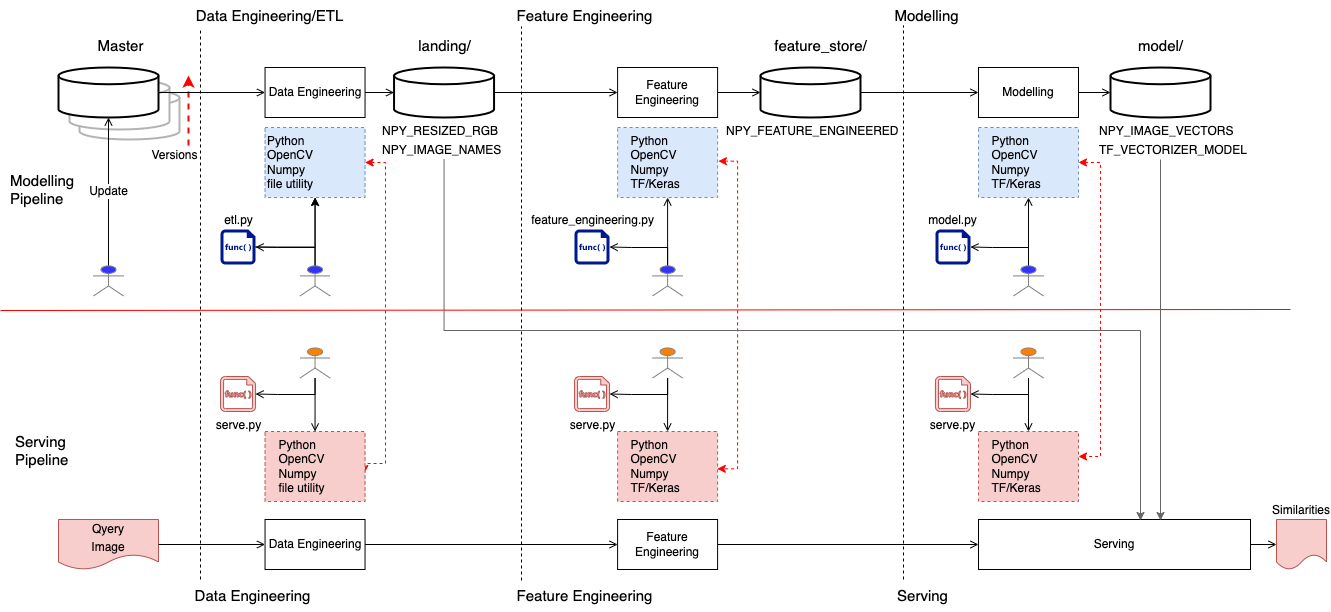 Data Engineering/ETL
Feature Engineering
Modelling
Master
landing/
feature_store/
model/
Data Engineering
Feature
Engineering
Modelling
NPY_RESIZED_RGB
NPY_IMAGE_NAMES
NPY_FEATURE_ENGINEERED
NPY_IMAGE_VECTORS
TF_VECTORIZER_MODEL
Versions
Python
OpenCV
Numpy
file utility
Python
OpenCV
Numpy
TF/Keras
Python
OpenCV
Numpy
TF/Keras
Modelling
Pipeline
Update
etl.py
func( )
feature_engineering.py
func( )
model.py
func( )
func( )
serve.py
func( )
serve.py
func( )
serve.py
Serving
Pipeline
Python
OpenCV
Numpy
file utility
Python
OpenCV
Numpy
TF/Keras
Python
OpenCV
Numpy
TF/Keras
Qyery
Image
Data Engineering
Feature
Engineering
Serving
Similarities
Data Engineering
Feature Engineering
Serving